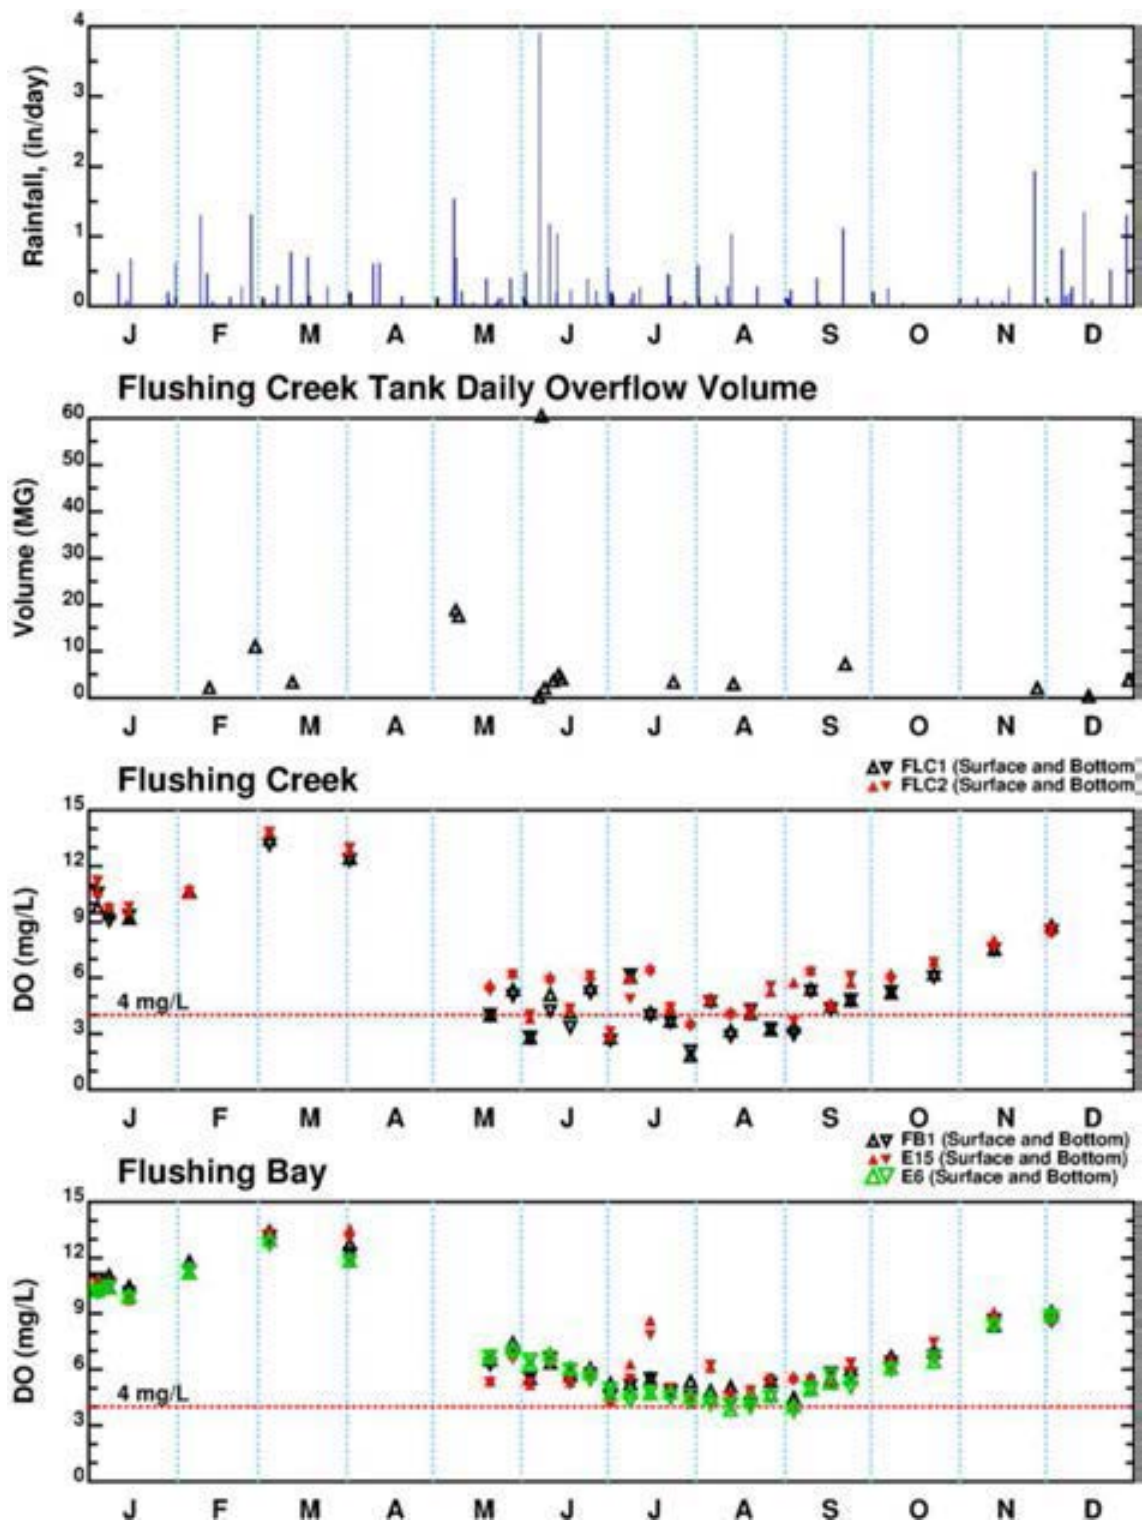 Rainfall, (in/day)
4
3
2
1
0
J F M A M J J A S O N D
Flushing Creek Tank Daily Overflow Volume
Volume (MG)
60
50
40
30
20
10
0
J F M A M J J A S O N D
Flushing Creek
FLC1 (Surface and Bottom)
FLC2 (Surface and Bottom)
DO (mg/L)
15
12
9
6
4 mg/L
3
0
J F M A M J J A S O N D
Flushing Bay
FB1 (Surface and Bottom)
E15 (Surface and Bottom)
E6 (Surface and Bottom)
DO (mg/L)
15
12
9
6
4 mg/L
3
0
J F M A M J J A S O N D